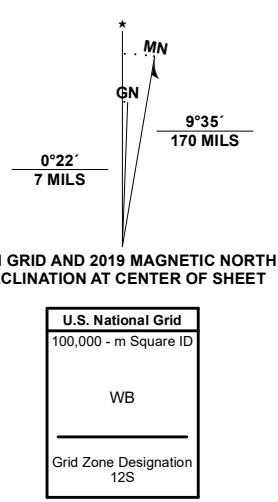 ★
MN
GN
9°35´
170 MILS
0°22´
7 MILS
GRID AND 2019 MAGNETIC NORTH
CLINATION AT CENTER OF SHEET
U.S. National Grid
100,000 - m Square ID
WB
Grid Zone Designation
12S